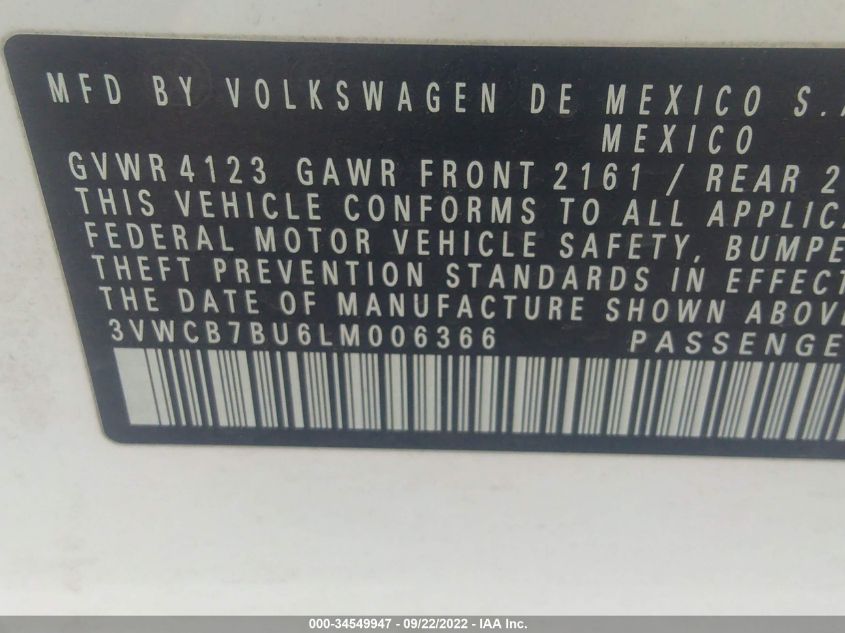 MFD BY VOLKSWAGEN DE MEXICO S.
MEXICO
GVWR 4123 GAWR FRONT 2161 / REAR 2
THIS VEHICLE CONFORMS TO ALL APPLIC
FEDERAL MOTOR VEHICLE SAFETY, BUMPE
THEFT PREVENTION STANDARDS IN EFFECT
THE DATE OF MANUFACTURE SHOWN ABOV
3VWCB7BU6LM006366 PASSENGE
000-34549947 - 09/22/2022 - IAA Inc.